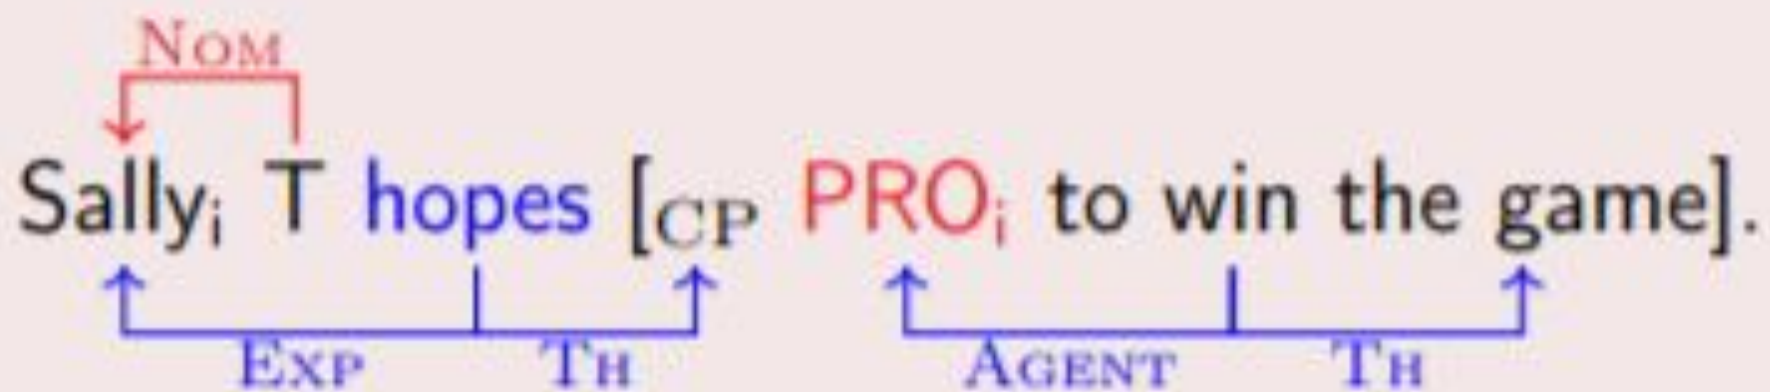 NOM
Sallyᵢ T hopes [CP PROᵢ to win the game].
EXP TH AGENT TH